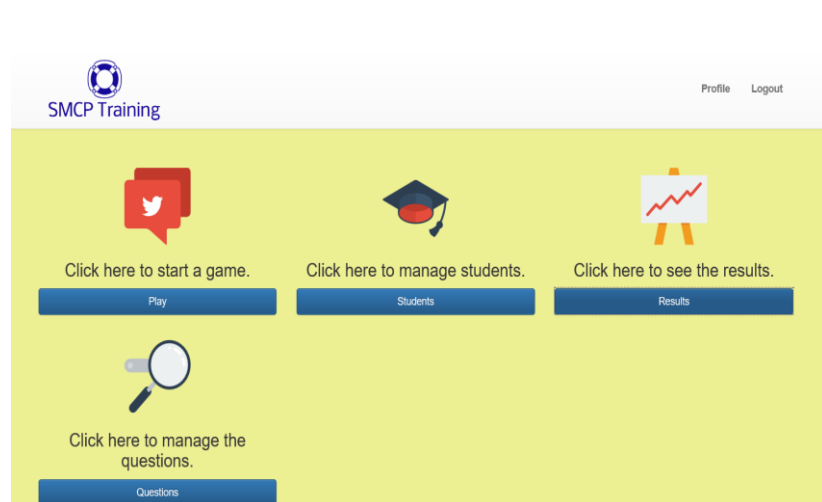 SMCP Training
Profile Logout
Click here to start a game.
Play
Click here to manage students.
Students
Click here to see the results.
Results
Click here to manage the
questions.
Questions